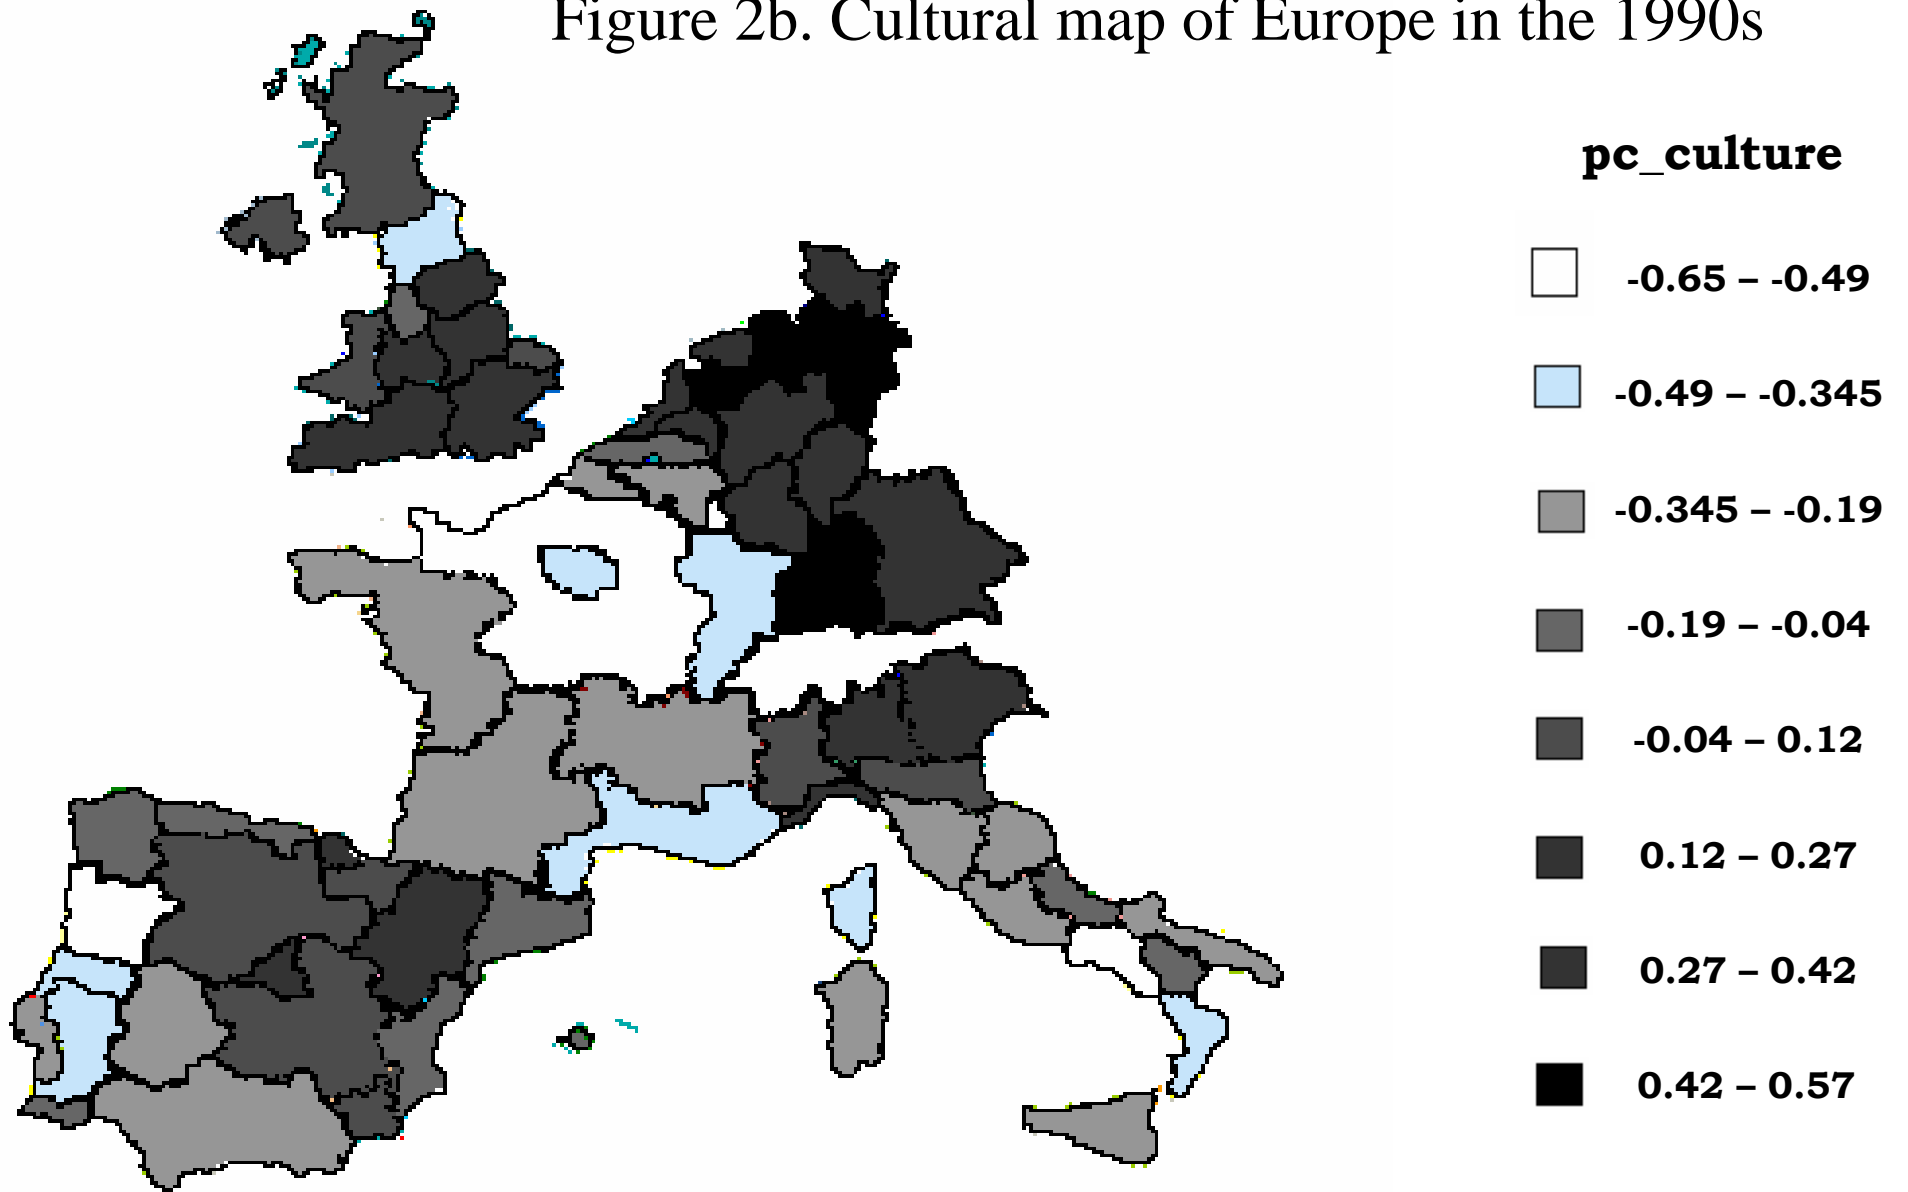 Figure 2b. Cultural map of Europe in the 1990s
pc_culture
-0.65 – -0.49
-0.49 – -0.345
-0.345 – -0.19
-0.19 – -0.04
-0.04 – 0.12
0.12 – 0.27
0.27 – 0.42
0.42 – 0.57